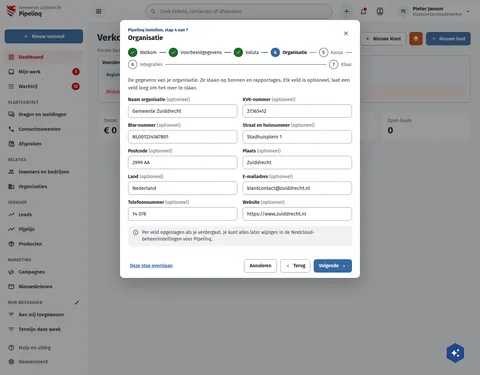 Gemeente Zuiddrecht
Pipelinq
Zoek tickets, contacten of afspraken
Pieter Jansen
Klantcontactmedewerker
Nieuw verzoek
Dashboard
Mijn werk
1
Wachtrij
12
KLANTCONTACT
Vragen en meldingen
Contactmomenten
Afspraken
RELATIES
Inwoners en bedrijven
Organisaties
VERKOOP
Leads
Pijplijn
Producten
MARKETING
Campagnes
Nieuwsbrieven
MIJN WEERGAVEN
Aan mij toegewezen
Termijn deze week
Hulp en uitleg
Geavanceerd
Nieuw klant
Nieuw lead
€ 0
Open leads
0
Pipelinq instellen, stap 4 van 7
Organisatie
Welkom
Voorbeeldgegevens
Valuta
4 Organisatie
5 Kassa
6 Integraties
7 Klaar
De gegevens van je organisatie. Ze staan op bonnen en rapportages. Elk veld is optioneel, laat een
veld leeg om het over te slaan.
Naam organisatie (optioneel)
KVK-nummer (optioneel)
Gemeente Zuiddrecht
27365412
Btw-nummer (optioneel)
Straat en huisnummer (optioneel)
NL001234567B01
Stadhuisplein 1
Postcode (optioneel)
Plaats (optioneel)
2999 AA
Zuiddrecht
Land (optioneel)
E-mailadres (optioneel)
Nederland
klantcontact@zuiddrecht.nl
Telefoonnummer (optioneel)
Website (optioneel)
14 078
https://www.zuiddrecht.nl
Per veld opgeslagen als je verdergaat. Je kunt alles later wijzigen in de Nextcloud-
beheerinstellingen voor Pipelinq.
Deze stap overslaan
Annuleren
Terug
Volgende